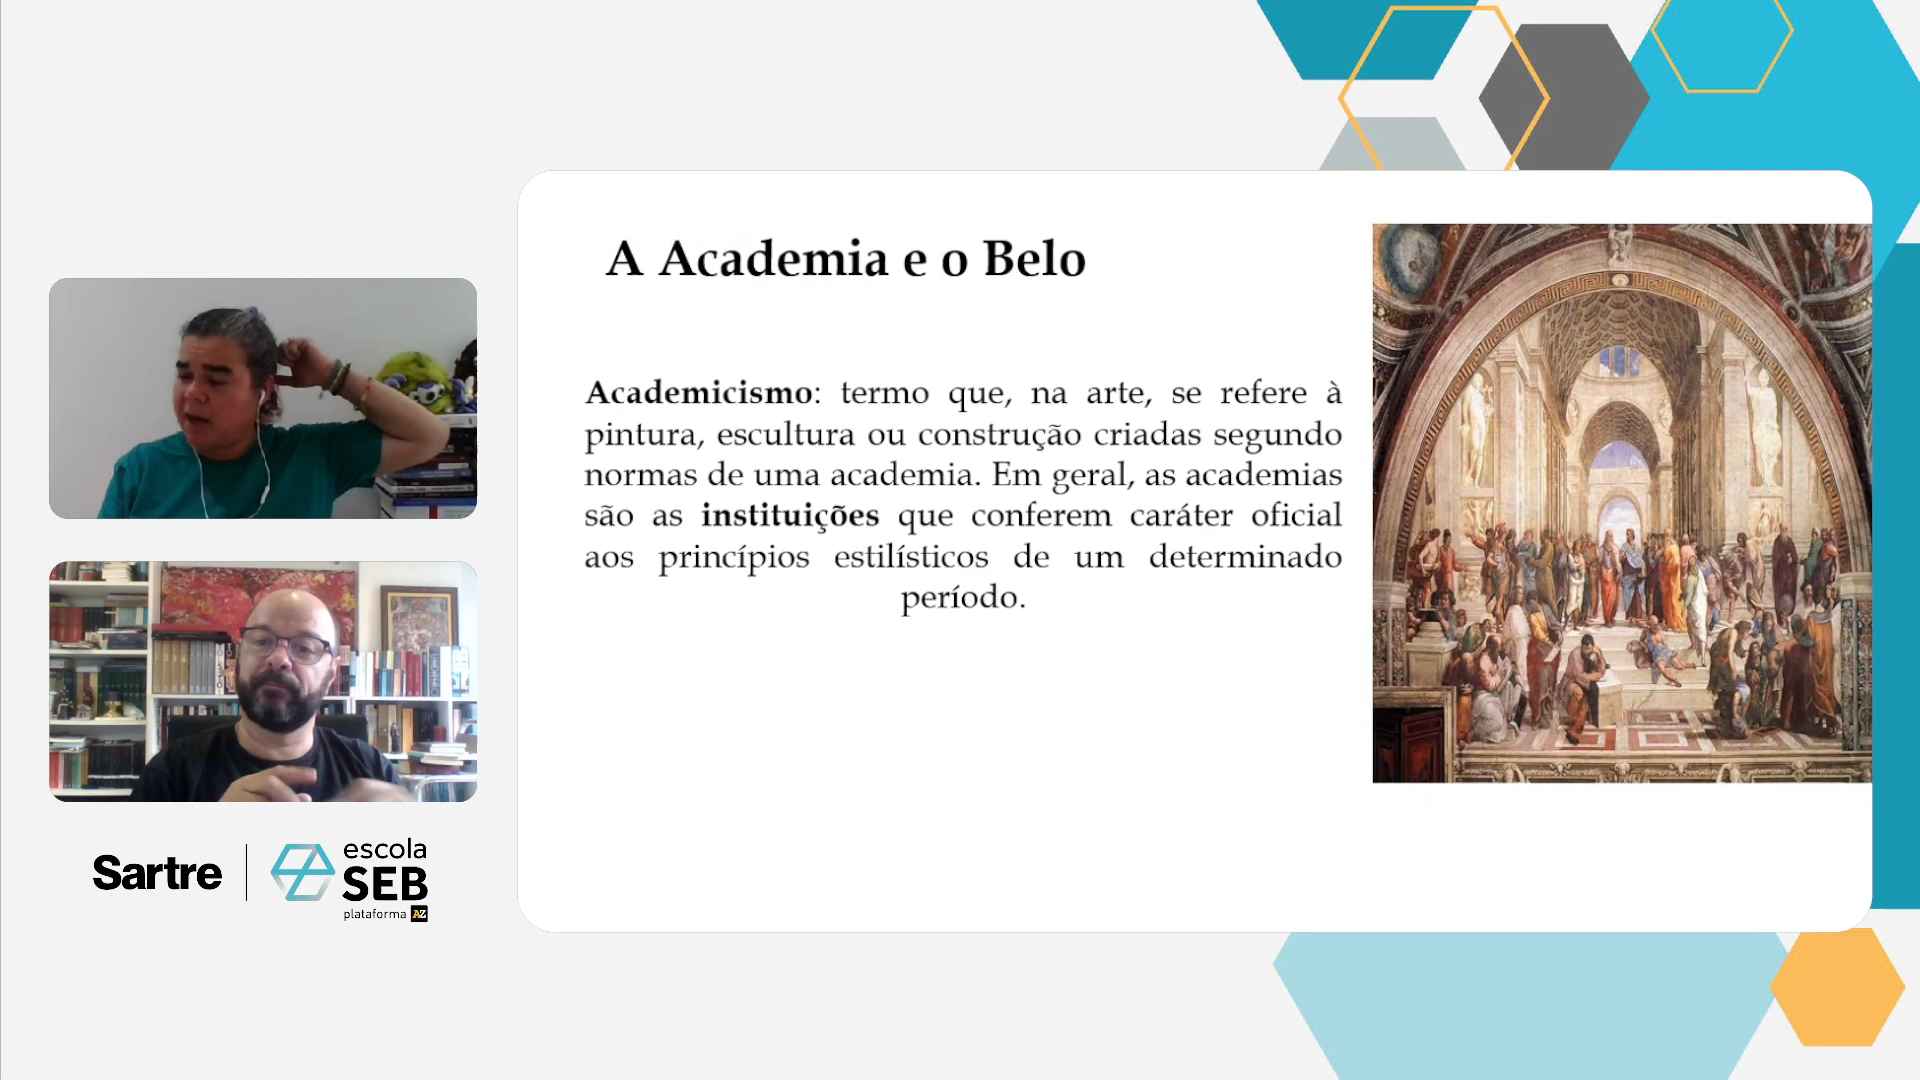 A Academia e o Belo
Academicismo: termo que, na arte, se refere à
pintura, escultura ou construção criadas segundo
normas de uma academia. Em geral, as academias
são as instituições que conferem caráter oficial
aos princípios estilísticos de um determinado
período.
Sartre
escola
SEB
plataforma AZ